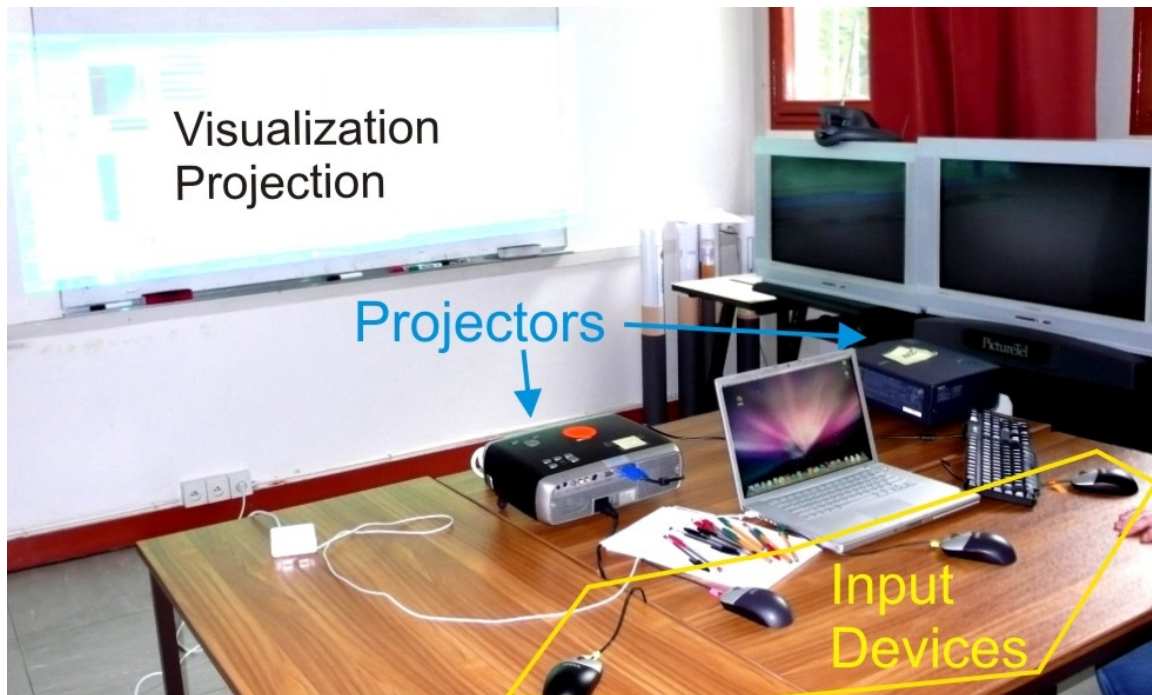 Visualization
Projection
Projectors
PictureTel
Input
Devices